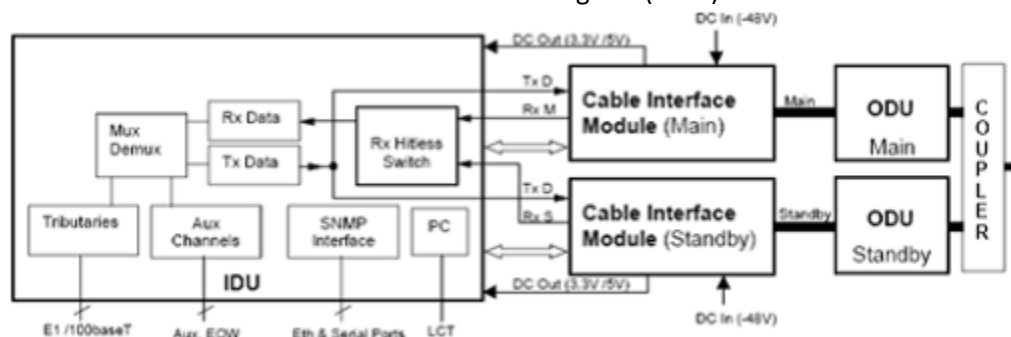 DC In (-48V)
DC Out (3.3V /5V)
Tx D
Rx M
Cable Interface
Module (Main)
Main
ODU
Main
Rx Data
Mux
Demux
Tx Data
Rx Hitless
Switch
Tx D
Rx S
Cable Interface
Module (Standby)
Standby
ODU
Standby
COUPLER
Tributaries
Aux
Channels
SNMP
Interface
PC
IDU
DC Out (3.3V /5V)
DC In (-48V)
E1 /100baseT
Aux, EOW
Eth & Serial Ports
LCT